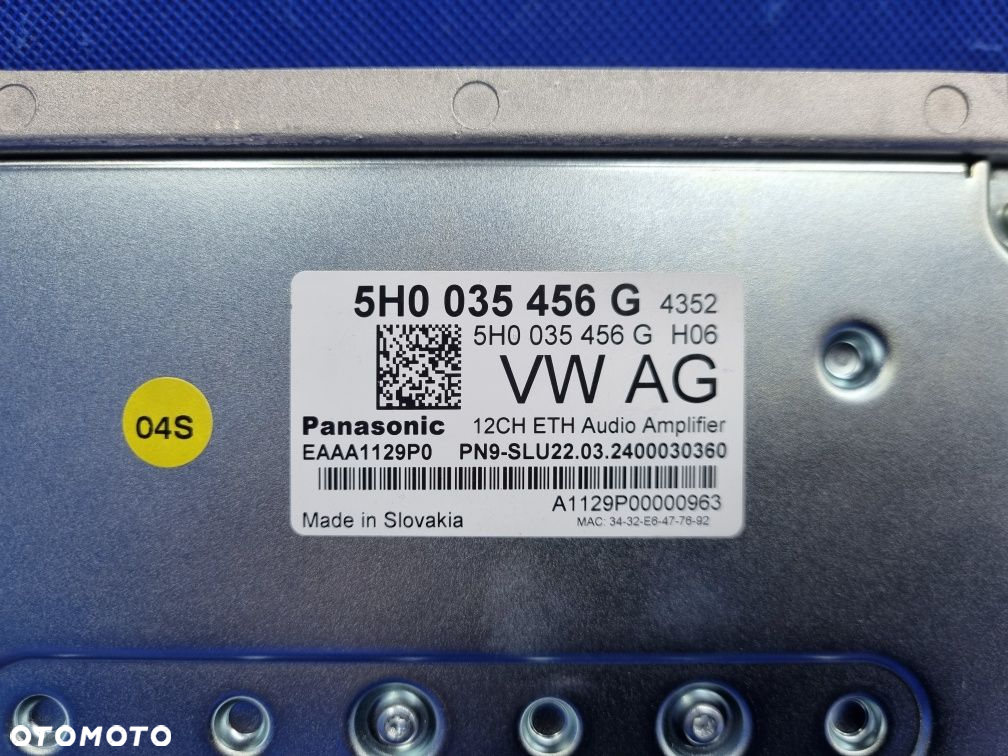 5H0 035 456 G 4352
5H0 035 456 G H06
VW AG
04S
Panasonic 12CH ETH Audio Amplifier
EAAA1129P0 PN9-SLU22.03.2400030360
A1129P00000963
Made in Slovakia MAC: 34-32-E6-47-76-92
OTOMOTO